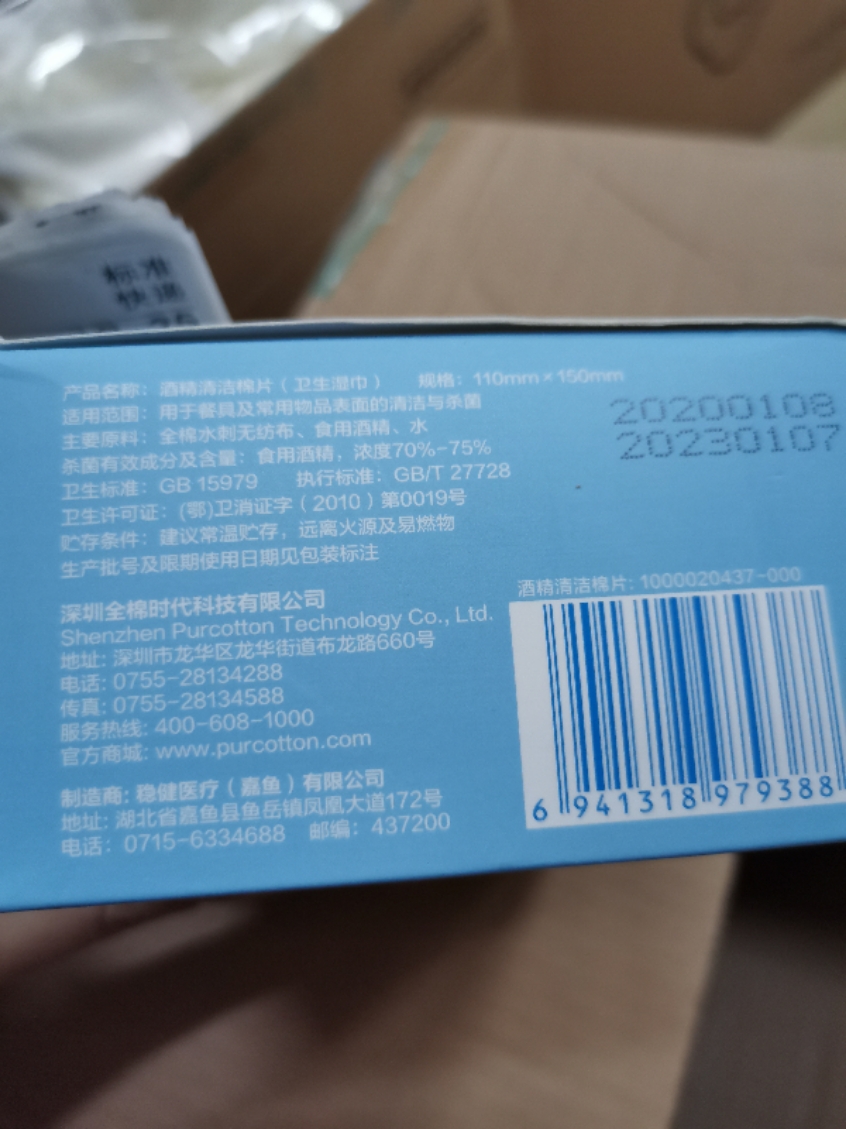 标准
快递
产品名称：酒精清洁棉片（卫生湿巾） 规格：110mm×150mm
适用范围：用于餐具及常用物品表面的清洁与杀菌
主要原料：全棉水刺无纺布、食用酒精、水
杀菌有效成分及含量：食用酒精，浓度70%-75%
卫生标准：GB 15979 执行标准：GB/T 27728
卫生许可证：(鄂)卫消证字（2010）第0019号
贮存条件：建议常温贮存，远离火源及易燃物
生产批号及限期使用日期见包装标注
20200108
20230107
深圳全棉时代科技有限公司
Shenzhen Purcotton Technology Co., Ltd.
地址: 深圳市龙华区龙华街道布龙路660号
电话: 0755-28134288
传真: 0755-28134588
服务热线: 400-608-1000
官方商城: www.purcotton.com
制造商: 稳健医疗（嘉鱼）有限公司
地址: 湖北省嘉鱼县鱼岳镇凤凰大道172号
电话: 0715-6334688 邮编: 437200
酒精清洁棉片: 1000020437-000
6 941318 979388